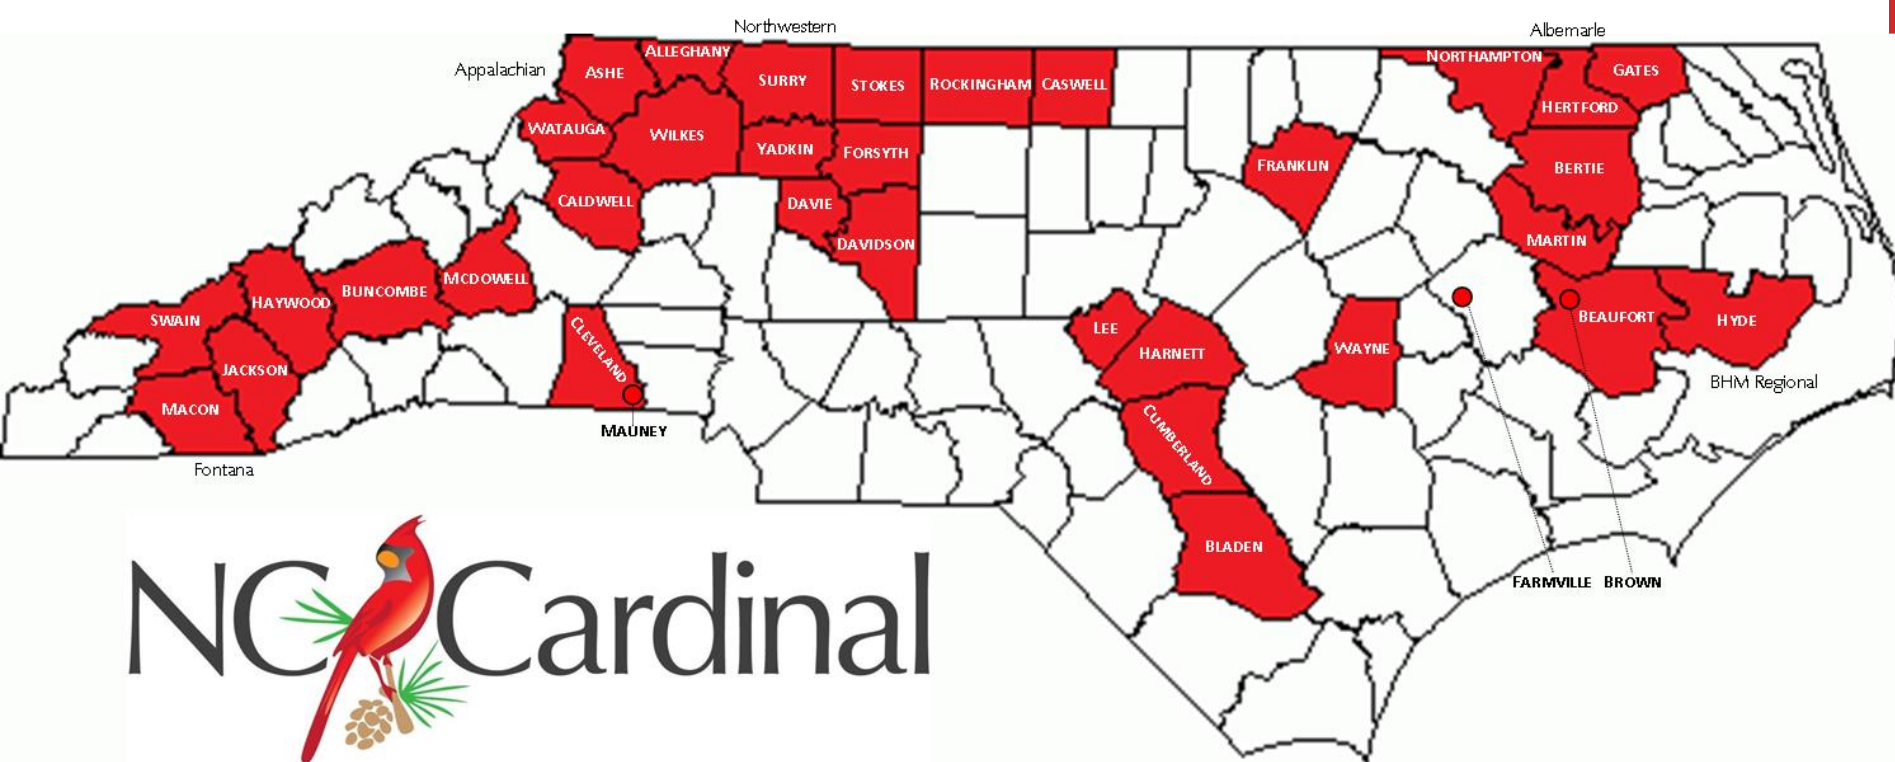 Northwestern
Albemarle
Appalachian
ALLEGHANY
ASHE
SURRY
STOKES
ROCKINGHAM
CASWELL
NORTHAMPTON
GATES
HERTFORD
WATAUGA
WILKES
YADKIN
FORSYTH
FRANKLIN
BERTIE
CALDWELL
DAVIE
DAVIDSON
MARTIN
MCDOWELL
BUNCOMBE
HAYWOOD
SWAIN
BEAUFORT
HYDE
LEE
HARNETT
WAYNE
CLEVELAND
JACKSON
BHM Regional
MACON
MAUNEY
CUMBERLAND
Fontana
BLADEN
FARMVILLE
BROWN
NC Cardinal